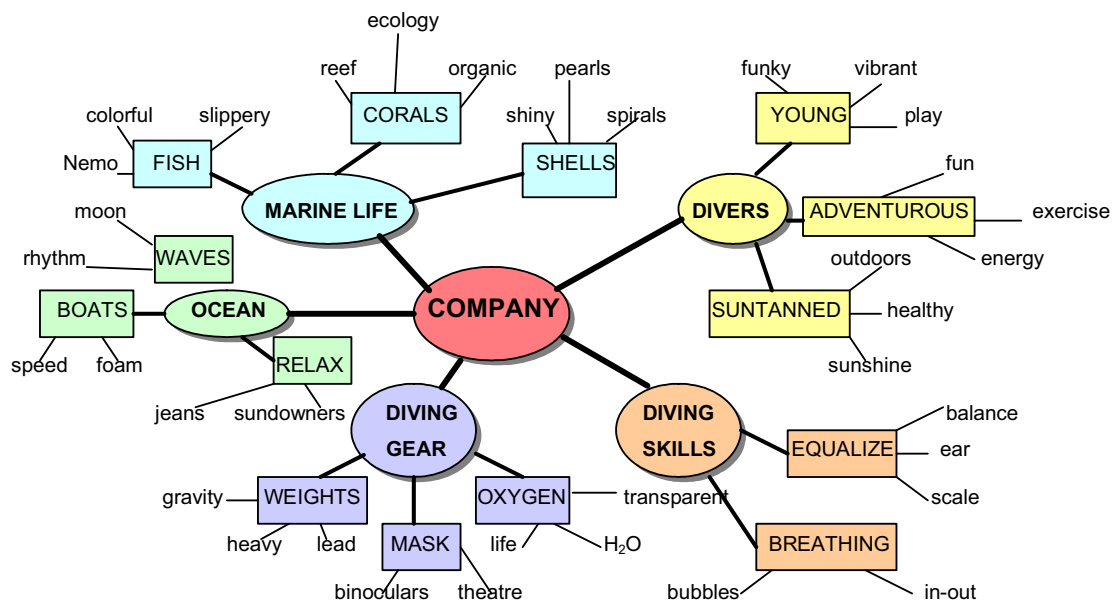 ecology
reef
organic
pearls
CORALS
colorful
slippery
shiny
spirals
Nemo
FISH
SHELLS
MARINE LIFE
funky
vibrant
YOUNG
play
fun
DIVERS
ADVENTUROUS
exercise
energy
outdoors
SUNTANNED
healthy
sunshine
moon
rhythm
WAVES
BOATS
OCEAN
COMPANY
speed
foam
RELAX
jeans
sundowners
DIVING
GEAR
gravity
WEIGHTS
OXYGEN
transparent
heavy
lead
MASK
life
H₂O
binoculars
theatre
DIVING
SKILLS
balance
EQUALIZE
ear
scale
BREATHING
bubbles
in-out